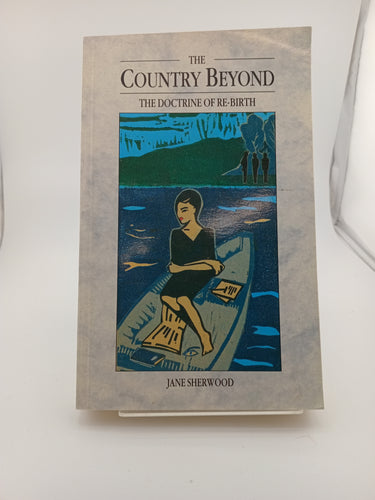 THE
COUNTRY BEYOND
THE DOCTRINE OF RE-BIRTH
JANE SHERWOOD